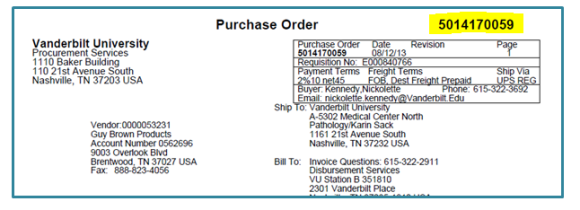 Purchase Order 5014170059
Vanderbilt University
Procurement Services
1110 Baker Building
110 21st Avenue South
Nashville, TN 37203 USA
Purchase Order Date Revision Page
5014170059 08/12/13 1
Requisition No: E000840766
Payment Terms Freight Terms Ship Via
2%10 net45 FOB, Dest Freight Prepaid UPS REG
Buyer: Kennedy,Nickolette Phone: 615-322-3692
Email: nickolette.kennedy@Vanderbilt.Edu
Ship To: Vanderbilt University
A-5302 Medical Center North
Pathology/Karin Sack
1161 21st Avenue South
Nashville, TN 37232 USA
Vendor:0000053231
Guy Brown Products
Account Number 0562696
9003 Overlook Blvd
Brentwood, TN 37027 USA
Fax: 888-823-4056
Bill To: Invoice Questions: 615-322-2911
Disbursement Services
VU Station B 351810
2301 Vanderbilt Place